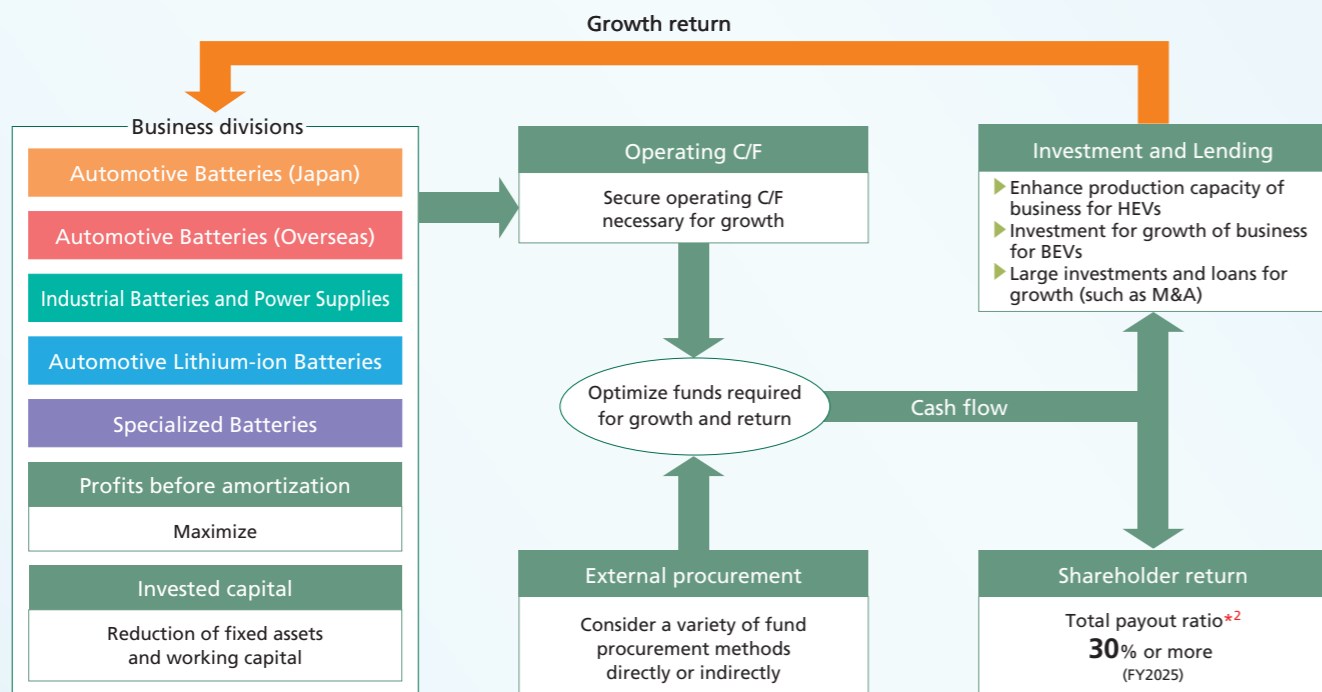 Growth return
Business divisions
Automotive Batteries (Japan)
Automotive Batteries (Overseas)
Industrial Batteries and Power Supplies
Automotive Lithium-ion Batteries
Specialized Batteries
Profits before amortization
Maximize
Invested capital
Reduction of fixed assets
and working capital
Operating C/F
Secure operating C/F
necessary for growth
Optimize funds required
for growth and return
External procurement
Consider a variety of fund
procurement methods
directly or indirectly
Cash flow
Investment and Lending
Enhance production capacity of
business for HEVs
Investment for growth of business
for BEVs
Large investments and loans for
growth (such as M&A)
Shareholder return
Total payout ratio*2
30% or more
(FY2025)